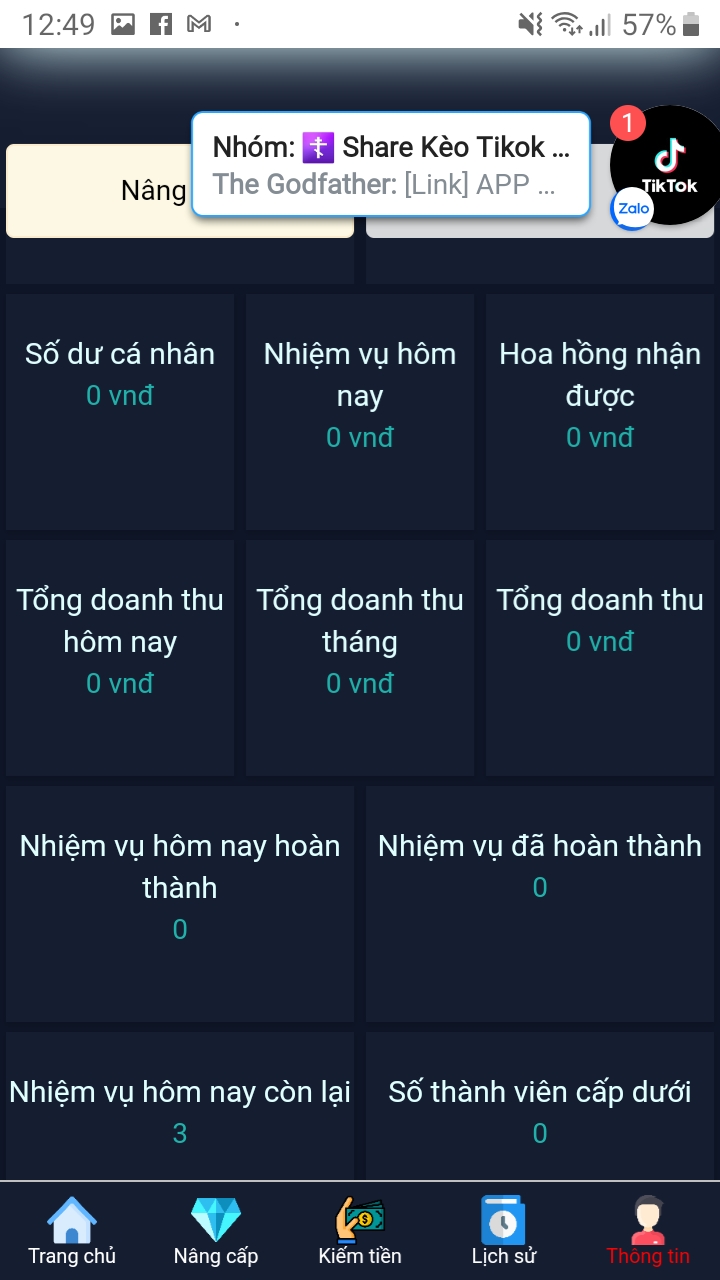 12:49
57%
Nhóm: Share Kèo Tikok ...
The Godfather: [Link] APP ...
1
TikTok
Zalo
Nâng
Số dư cá nhân
0 vnđ
Nhiệm vụ hôm
nay
0 vnđ
Hoa hồng nhận
được
0 vnđ
Tổng doanh thu
hôm nay
0 vnđ
Tổng doanh thu
tháng
0 vnđ
Tổng doanh thu
0 vnđ
Nhiệm vụ hôm nay hoàn
thành
0
Nhiệm vụ đã hoàn thành
0
Nhiệm vụ hôm nay còn lại
3
Số thành viên cấp dưới
0
Trang chủ
Nâng cấp
Kiếm tiền
Lịch sử
Thông tin